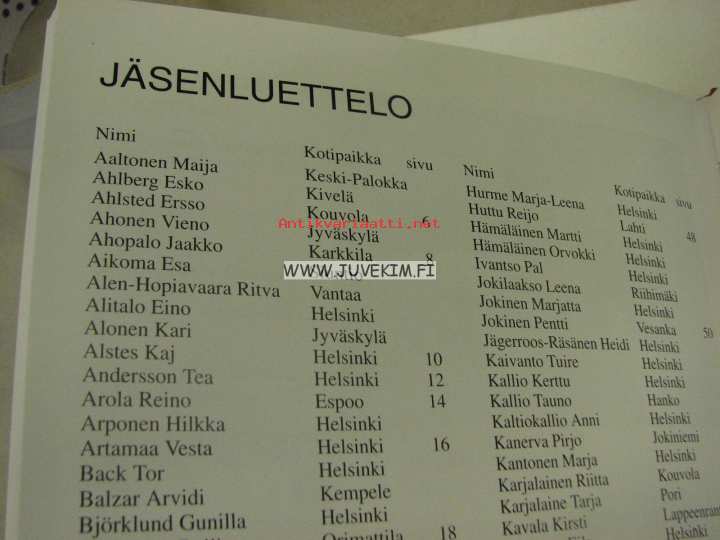 JÄSENLUETTELO
Nimi Kotipaikka sivu
Aaltonen Maija Keski-Palokka
Ahlberg Esko Kivelä
Ahlsted Ersso Kouvola 6
Ahonen Vieno Jyväskylä
Ahopalo Jaakko Karkkila 8
Aikoma Esa
Alen-Hopiavaara Ritva Vantaa
Alitalo Eino Helsinki
Alonen Kari Jyväskylä
Alstes Kaj Helsinki 10
Andersson Tea Helsinki 12
Arola Reino Espoo 14
Arponen Hilkka Helsinki
Artamaa Vesta Helsinki 16
Back Tor Helsinki
Balzar Arvidi Kempele
Björklund Gunilla Helsinki
Orimattila 18
Nimi Kotipaikka sivu
Hurme Marja-Leena Helsinki
Huttu Reijo Lahti 48
Hämäläinen Martti Helsinki
Hämäläinen Orvokki Helsinki
Ivantso Pal Helsinki
Jokilaakso Leena Riihimäki
Jokinen Marjatta Helsinki
Jokinen Pentti Vesanka 50
Jägerroos-Räsänen Heidi Helsinki
Kaivanto Tuire Helsinki
Kallio Kerttu Helsinki
Kallio Tauno Hanko
Kaltiokallio Anni Helsinki
Kanerva Pirjo Jokiniemi
Kantonen Marja Helsinki
Karjalainen Riitta Kouvola
Karjalaine Tarja Pori
Kavala Kirsti Lappeenran
Helsinki
Antikvariaatti.net
WWW.JUVEKIM.FI